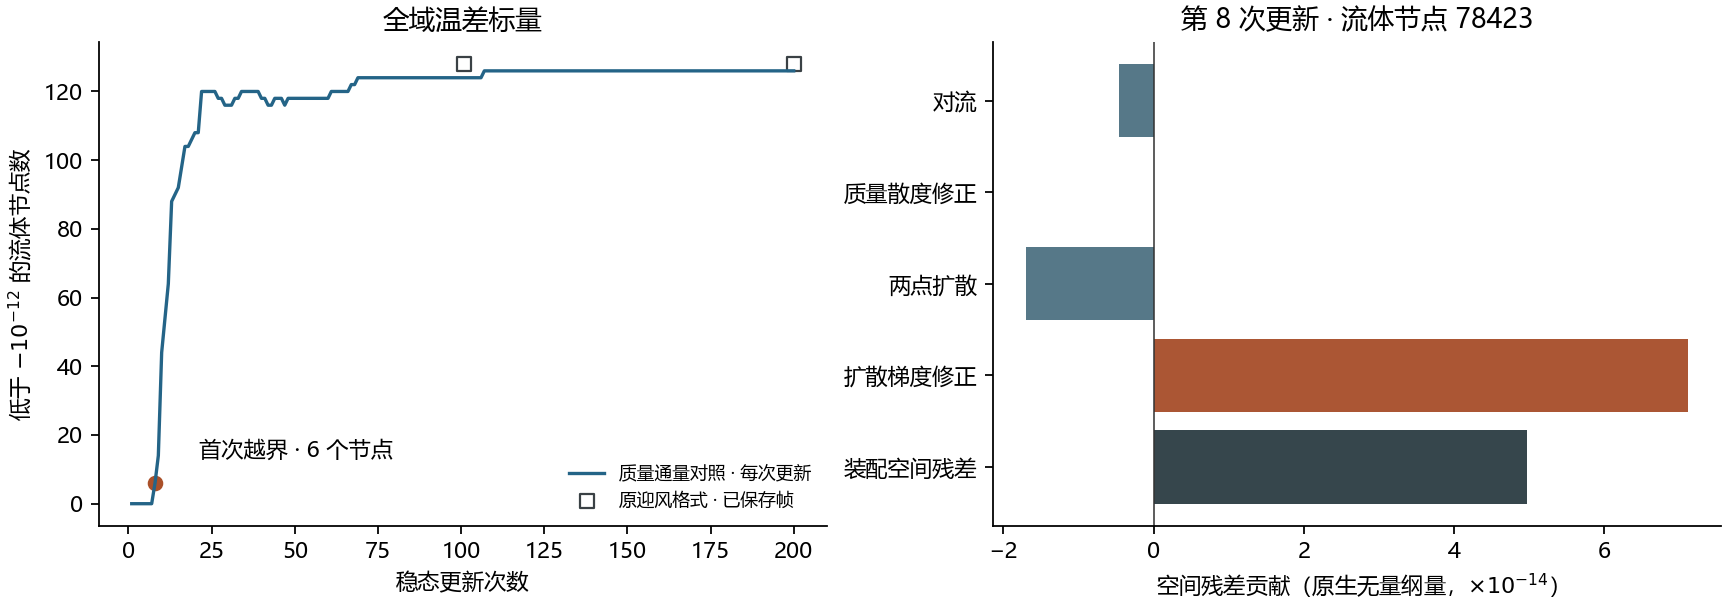 全域温差标量
低于 −10⁻¹² 的流体节点数
120
100
80
60
40
20
0
首次越界 · 6 个节点
质量通量对照 · 每次更新
原迎风格式 · 已保存帧
0 25 50 75 100 125 150 175 200
稳态更新次数
第 8 次更新 · 流体节点 78423
对流
质量散度修正
两点扩散
扩散梯度修正
装配空间残差
−2 0 2 4 6
空间残差贡献（原生无量纲量，×10⁻¹⁴）